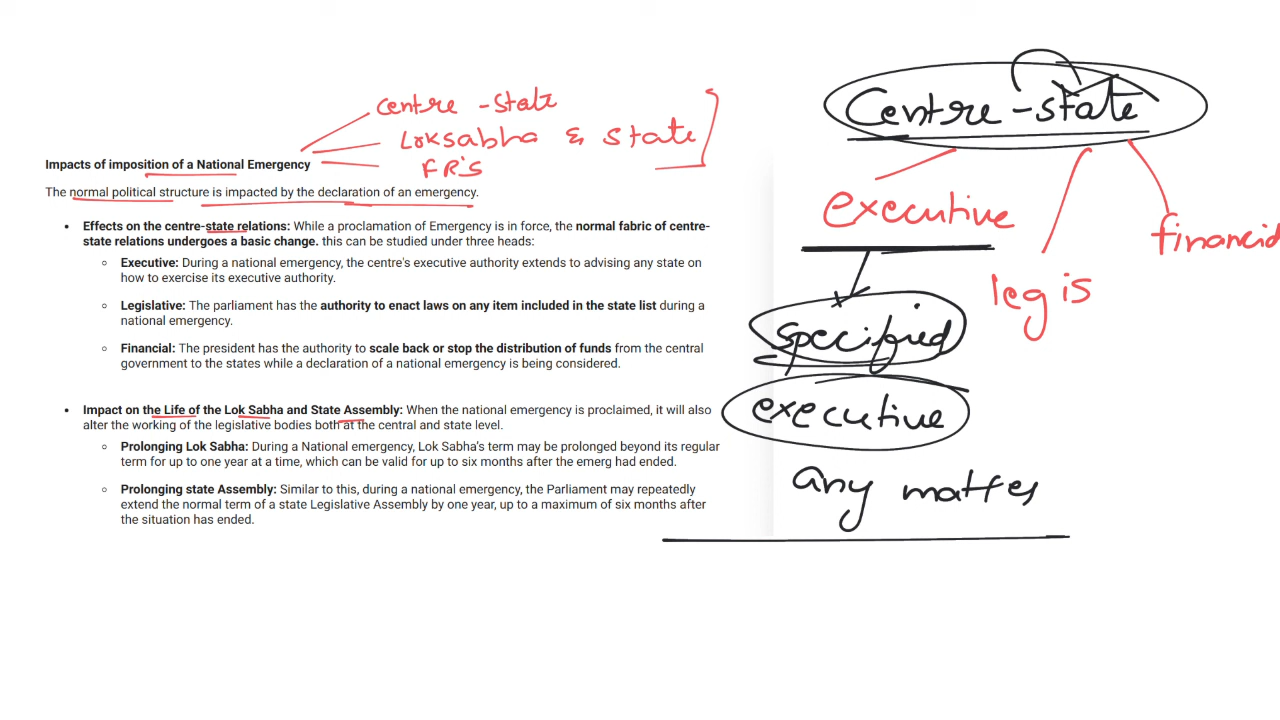 Centre - State
Loksabha & State
FR'S
Impacts of imposition of a National Emergency
The normal political structure is impacted by the declaration of an emergency.
• Effects on the centre-state relations: While a proclamation of Emergency is in force, the normal fabric of centre-
state relations undergoes a basic change. this can be studied under three heads:
○ Executive: During a national emergency, the centre's executive authority extends to advising any state on
how to exercise its executive authority.
○ Legislative: The parliament has the authority to enact laws on any item included in the state list during a
national emergency.
○ Financial: The president has the authority to scale back or stop the distribution of funds from the central
government to the states while a declaration of a national emergency is being considered.
• Impact on the Life of the Lok Sabha and State Assembly: When the national emergency is proclaimed, it will also
alter the working of the legislative bodies both at the central and state level.
○ Prolonging Lok Sabha: During a National emergency, Lok Sabha's term may be prolonged beyond its regular
term for up to one year at a time, which can be valid for up to six months after the emerg had ended.
○ Prolonging state Assembly: Similar to this, during a national emergency, the Parliament may repeatedly
extend the normal term of a state Legislative Assembly by one year, up to a maximum of six months after
the situation has ended.
Centre - state
executive
financial
legis
specified
executive
any matter